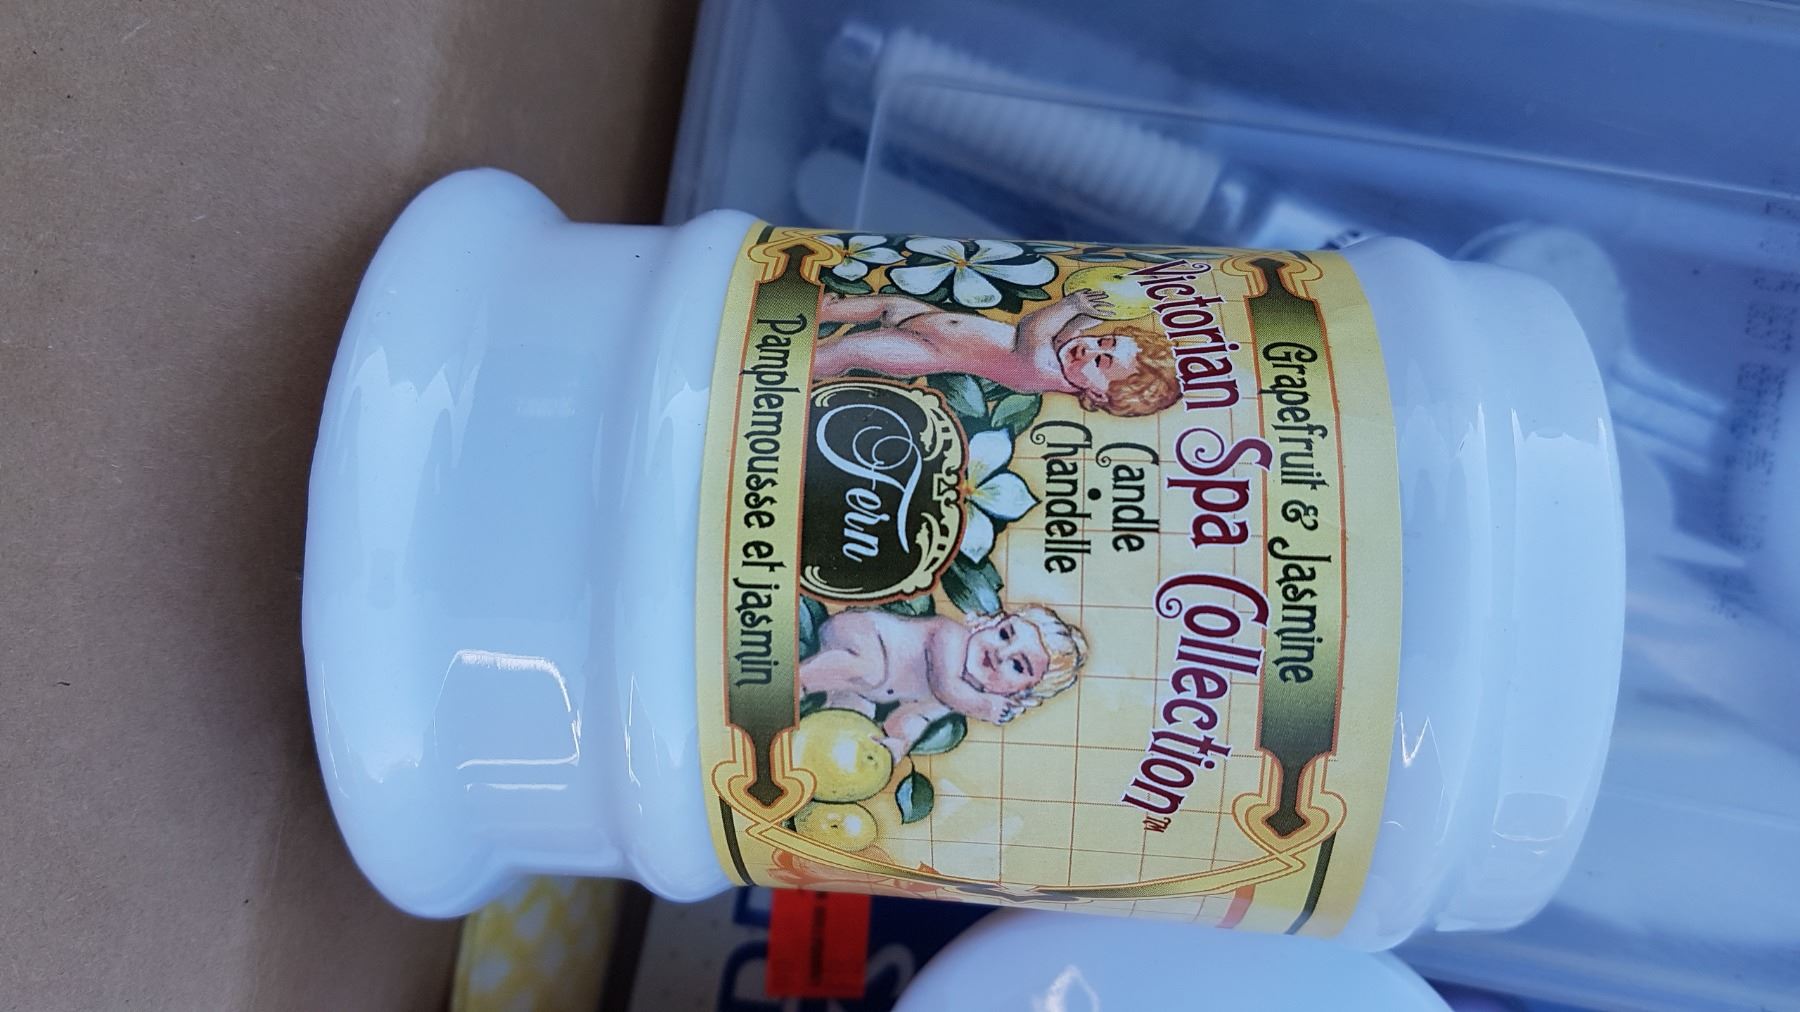 Grapefruit & Jasmine
Victorian Spa Collection™
Candle
•
Chandelle
Fern
Pamplemousse et jasmin